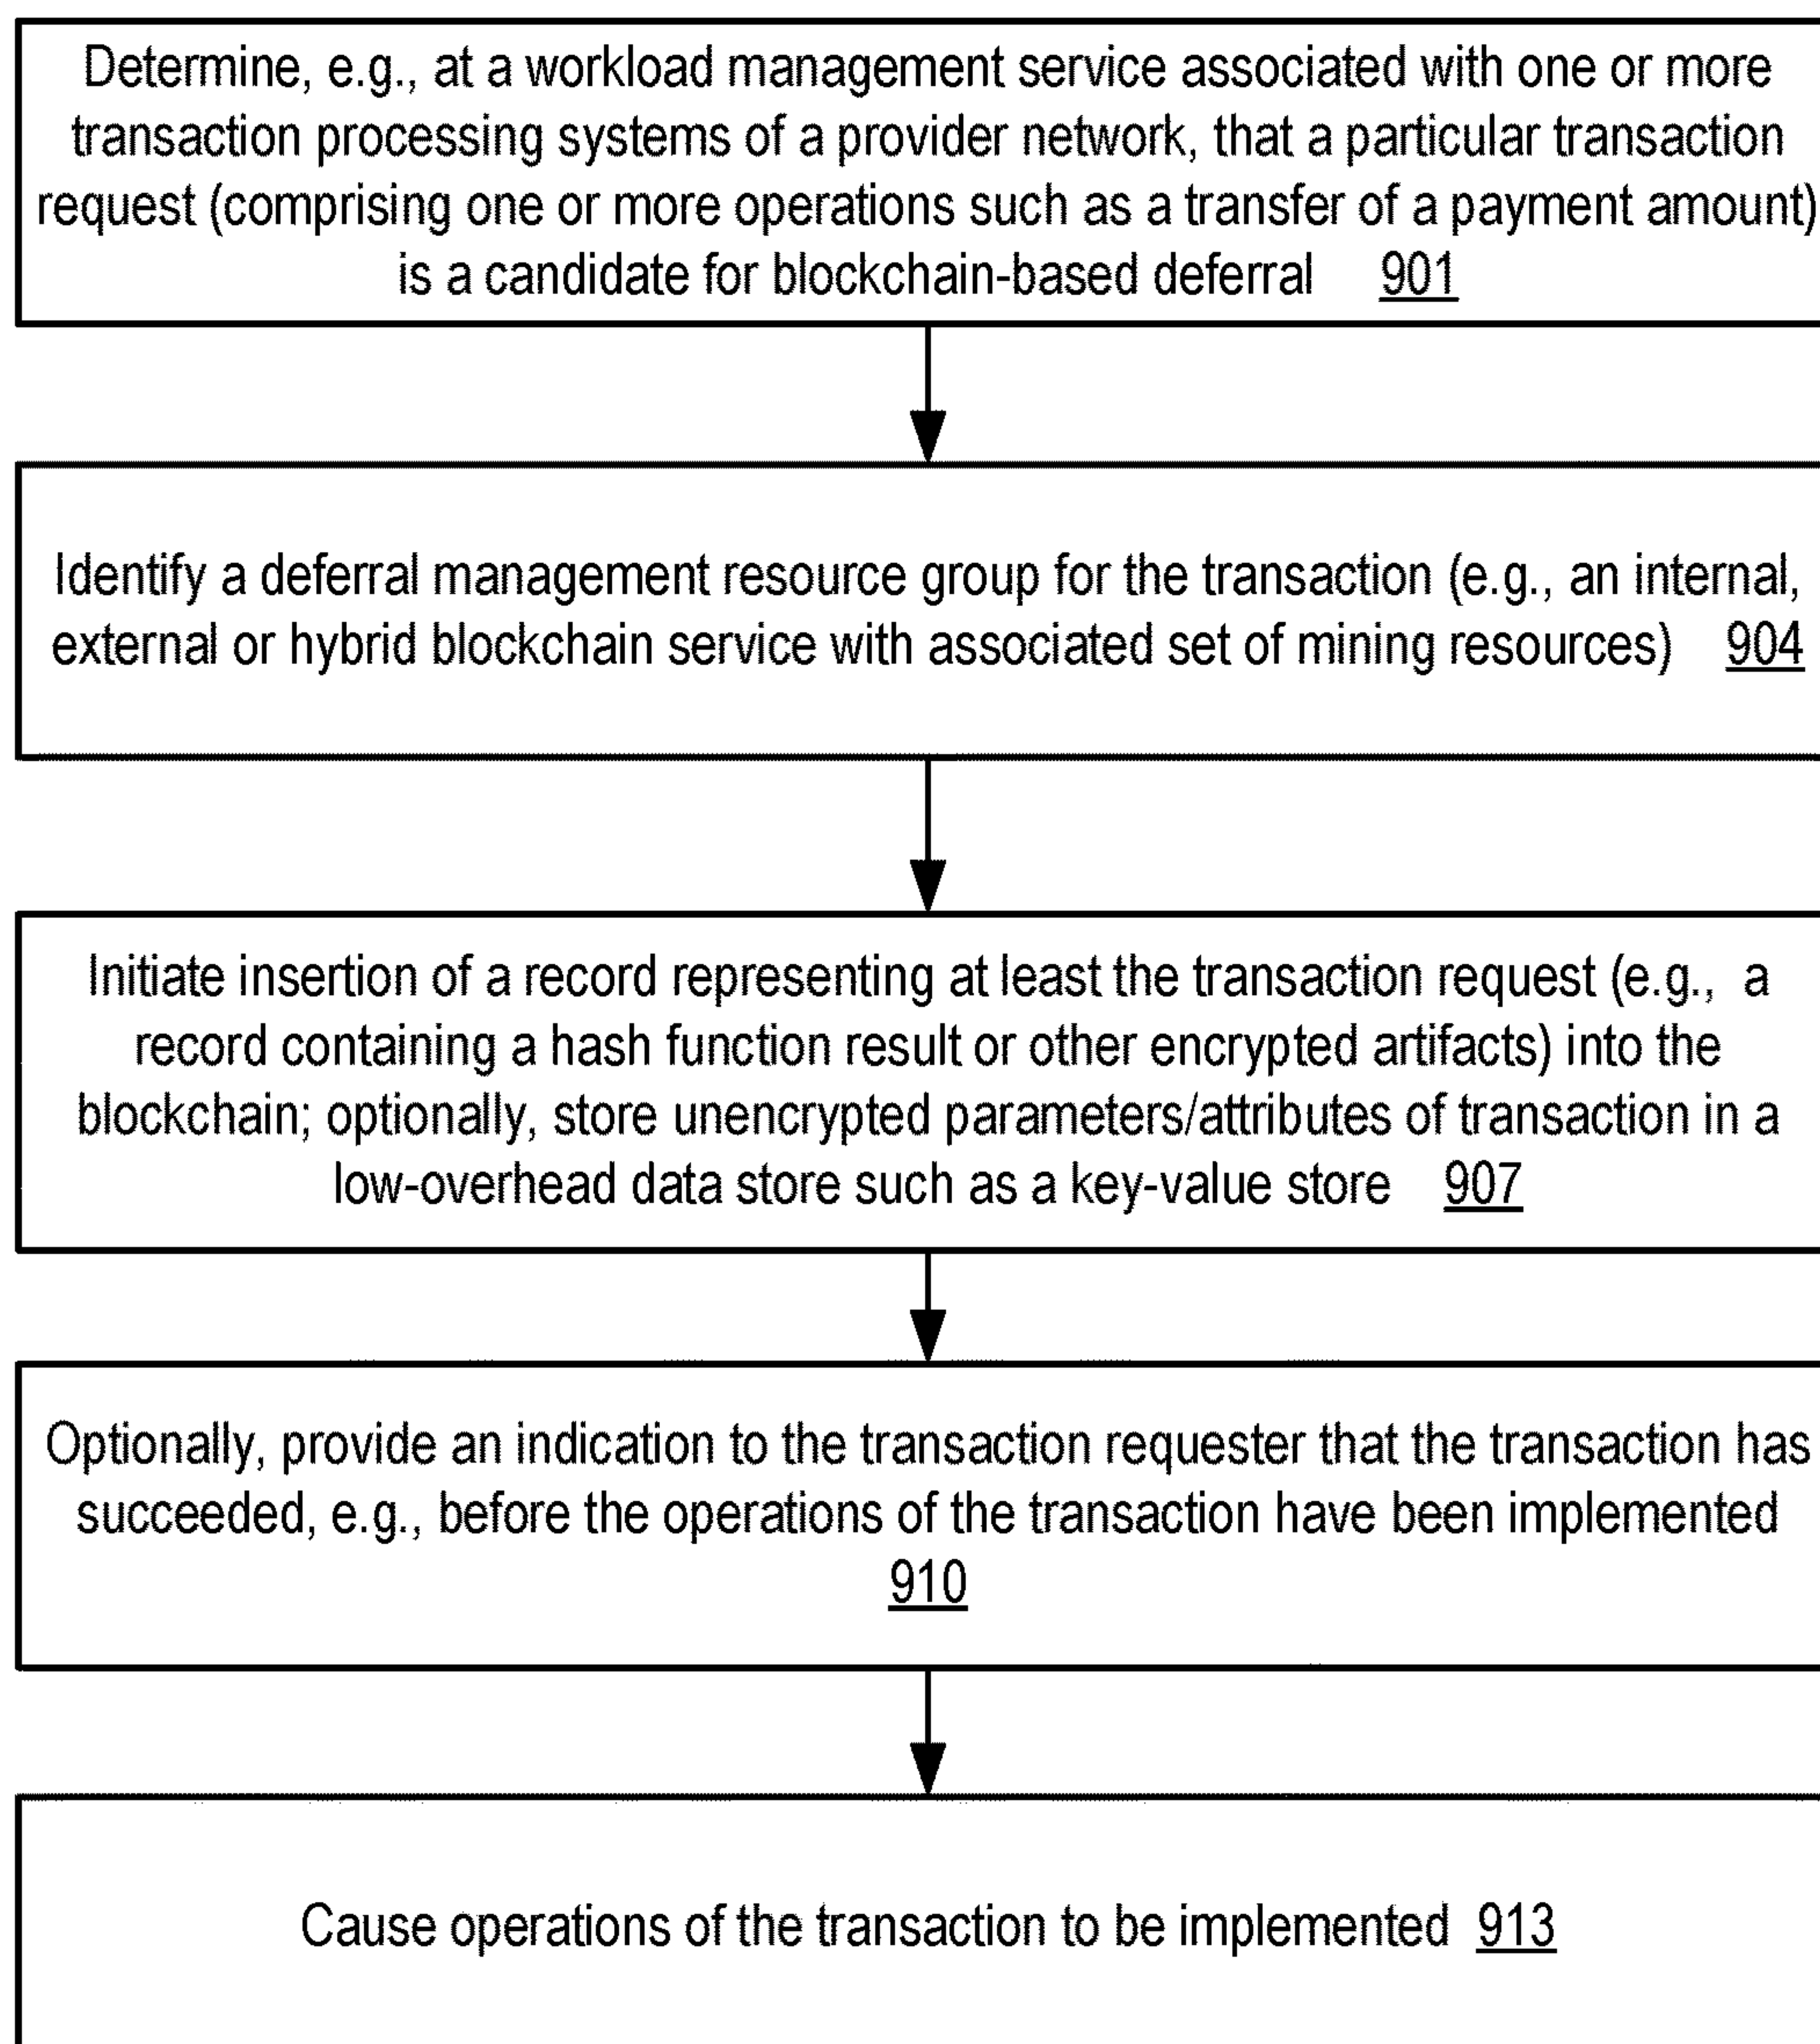 Determine, e.g., at a workload management service associated with one or more
transaction processing systems of a provider network, that a particular transaction
request (comprising one or more operations such as a transfer of a payment amount)
is a candidate for blockchain-based deferral 901
Identify a deferral management resource group for the transaction (e.g., an internal,
external or hybrid blockchain service with associated set of mining resources) 904
Initiate insertion of a record representing at least the transaction request (e.g., a
record containing a hash function result or other encrypted artifacts) into the
blockchain; optionally, store unencrypted parameters/attributes of transaction in a
low-overhead data store such as a key-value store 907
Optionally, provide an indication to the transaction requester that the transaction has
succeeded, e.g., before the operations of the transaction have been implemented
910
Cause operations of the transaction to be implemented 913